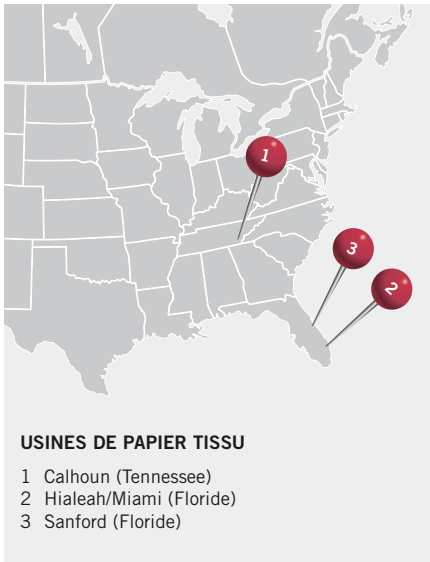 1
3
2
USINES DE PAPIER TISSU
1 Calhoun (Tennessee)
2 Hialeah/Miami (Floride)
3 Sanford (Floride)